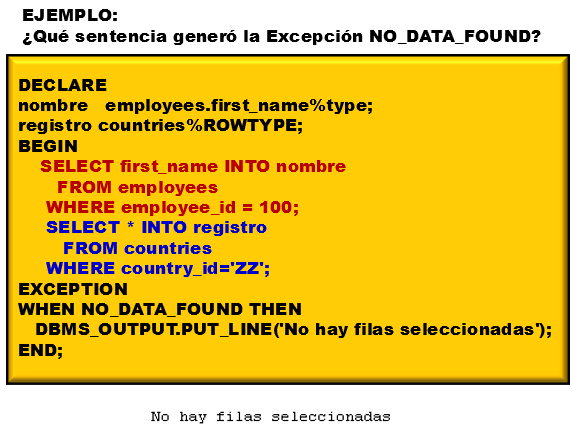 EJEMPLO:
¿Qué sentencia generó la Excepción NO_DATA_FOUND?
DECLARE
nombre employees.first_name%type;
registro countries%ROWTYPE;
BEGIN
SELECT first_name INTO nombre
FROM employees
WHERE employee_id = 100;
SELECT * INTO registro
FROM countries
WHERE country_id='ZZ';
EXCEPTION
WHEN NO_DATA_FOUND THEN
DBMS_OUTPUT.PUT_LINE('No hay filas seleccionadas');
END;
No hay filas seleccionadas